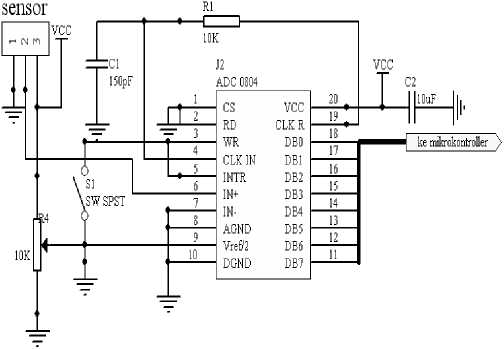 sensor
1 2 3
VCC
R1
10K
C1
150pF
J2
ADC 0804
VCC
C2
10uF
1 CS VCC 20
2 RD CLK R 19
3 WR DB0 18
4 CLK IN DB1 17
5 INTR DB2 16
6 IN+ DB3 15
7 IN- DB4 14
8 AGND DB5 13
9 Vref/2 DB6 12
10 DGND DB7 11
ke mikrokontroller
S1
SW SPST
R4
10K